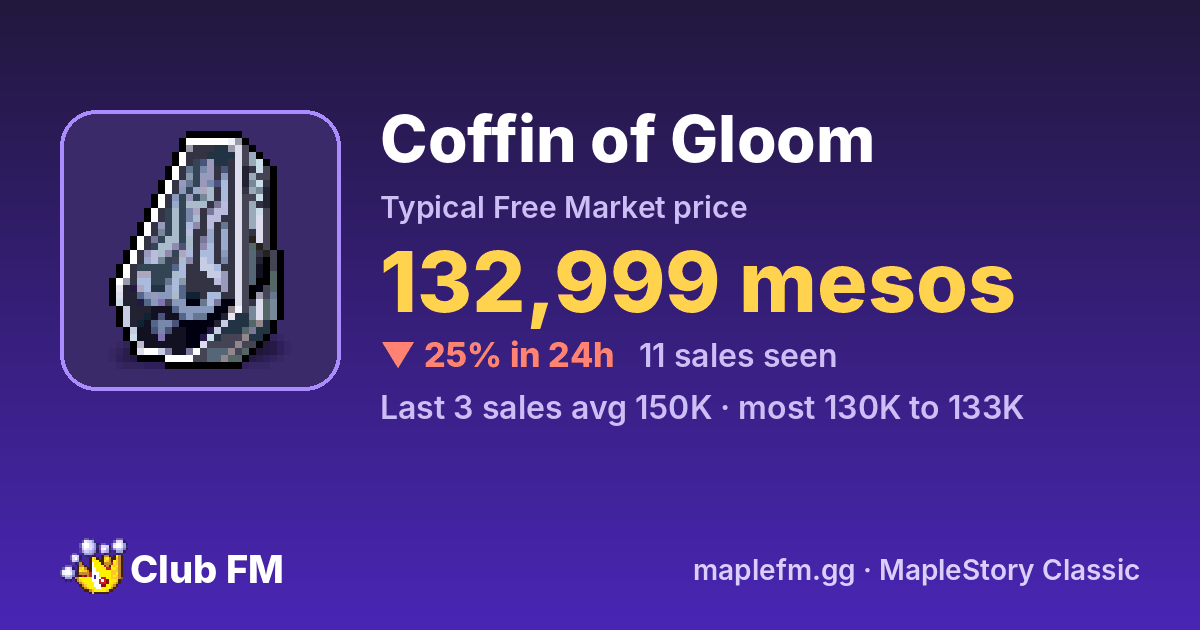 Coffin of Gloom
Typical Free Market price
132,999 mesos
▼ 25% in 24h 11 sales seen
Last 3 sales avg 150K · most 130K to 133K
Club FM
maplefm.gg · MapleStory Classic